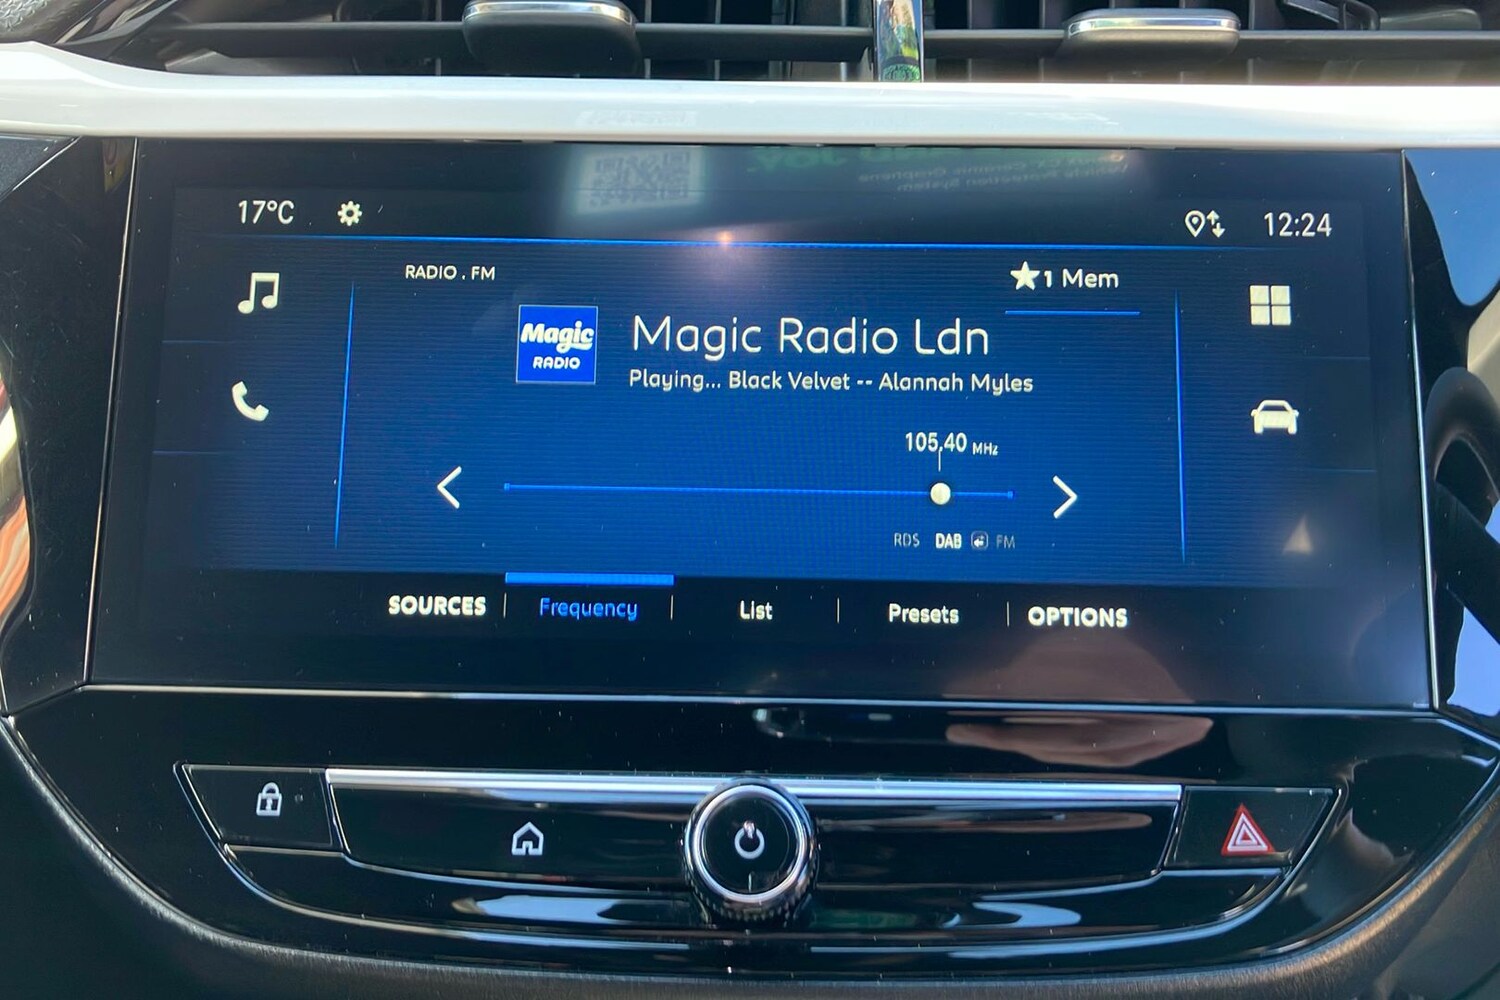 17°C
12:24
RADIO . FM
★1 Mem
Magic
RADIO
Magic Radio Ldn
Playing... Black Velvet -- Alannah Myles
105.40 MHz
RDS DAB FM
SOURCES
Frequency
List
Presets
OPTIONS